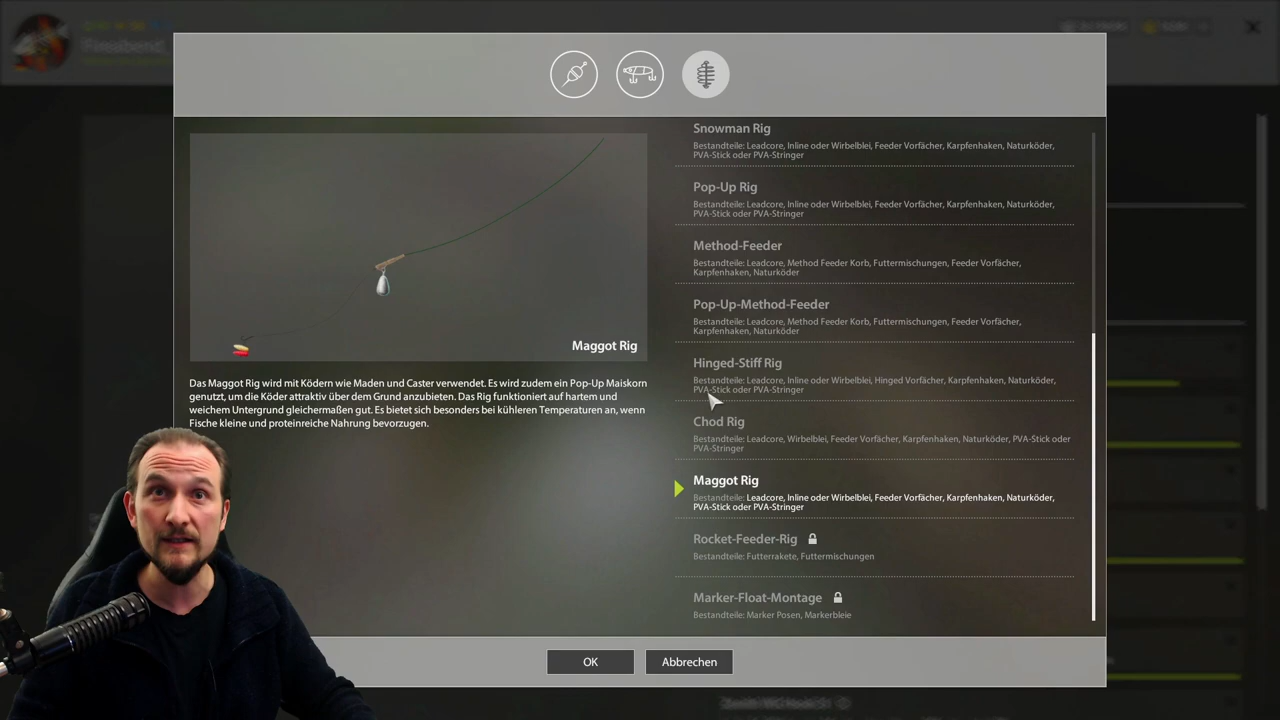 Maggot Rig
Das Maggot Rig wird mit Ködern wie Maden und Caster verwendet. Es wird zudem ein Pop-Up Maiskorn
genutzt, um die Köder attraktiv über dem Grund anzubieten. Das Rig funktioniert auf hartem und
weichem Untergrund gleichermaßen gut. Es bietet sich besonders bei kühleren Temperaturen an, wenn
Fische kleine und proteinreiche Nahrung bevorzugen.
Snowman Rig
Bestandteile: Leadcore, Inline oder Wirbelblei, Feeder Vorfächer, Karpfenhaken, Naturköder,
PVA-Stick oder PVA-Stringer
Pop-Up Rig
Bestandteile: Leadcore, Inline oder Wirbelblei, Feeder Vorfächer, Karpfenhaken, Naturköder,
PVA-Stick oder PVA-Stringer
Method-Feeder
Bestandteile: Leadcore, Method Feeder Korb, Futtermischungen, Feeder Vorfächer,
Karpfenhaken, Naturköder
Pop-Up-Method-Feeder
Bestandteile: Leadcore, Method Feeder Korb, Futtermischungen, Feeder Vorfächer,
Karpfenhaken, Naturköder
Hinged-Stiff Rig
Bestandteile: Leadcore, Inline oder Wirbelblei, Hinged Vorfächer, Karpfenhaken, Naturköder,
PVA-Stick oder PVA-Stringer
Chod Rig
Bestandteile: Leadcore, Wirbelblei, Feeder Vorfächer, Karpfenhaken, Naturköder, PVA-Stick oder
PVA-Stringer
Maggot Rig
Bestandteile: Leadcore, Inline oder Wirbelblei, Feeder Vorfächer, Karpfenhaken, Naturköder,
PVA-Stick oder PVA-Stringer
Rocket-Feeder-Rig
Bestandteile: Futterrakete, Futtermischungen
Marker-Float-Montage
Bestandteile: Marker Posen, Markerbleie
OK
Abbrechen